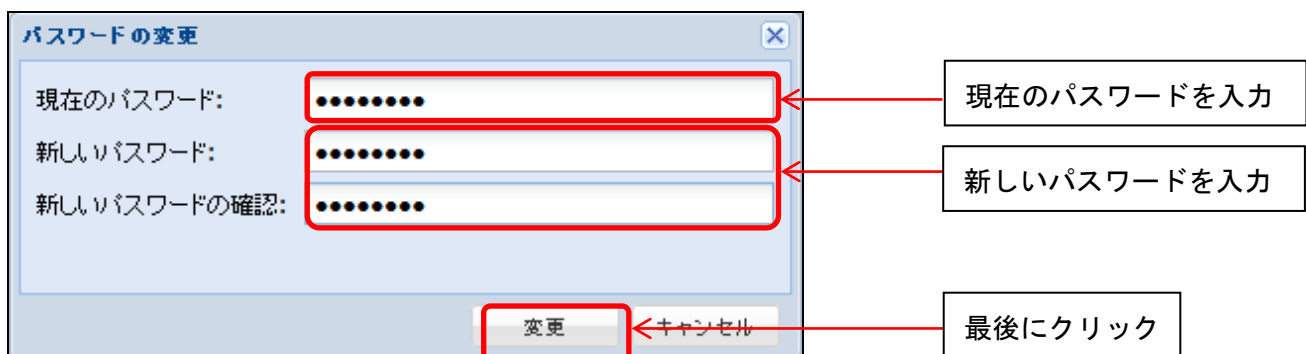 パスワードの変更
現在のパスワード: ●●●●●●●●
現在のパスワードを入力
新しいパスワード: ●●●●●●●●
新しいパスワードの確認: ●●●●●●●●
新しいパスワードを入力
変更
キャンセル
最後にクリック